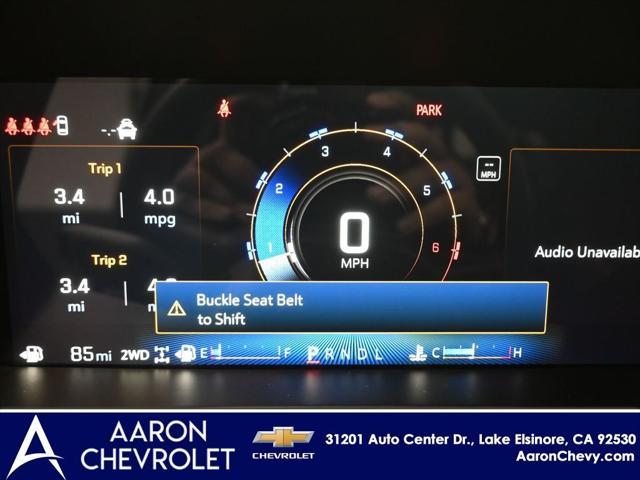 PARK
Trip 1
3.4
mi
4.0
mpg
Trip 2
3.4
1
2
3
4
5
6
0
MPH
--
MPH
Audio Unavailab
Buckle Seat Belt
to Shift
85 mi 2WD E F P R N D L C H
AARON
CHEVROLET
CHEVROLET
31201 Auto Center Dr., Lake Elsinore, CA 92530
AaronChevy.com